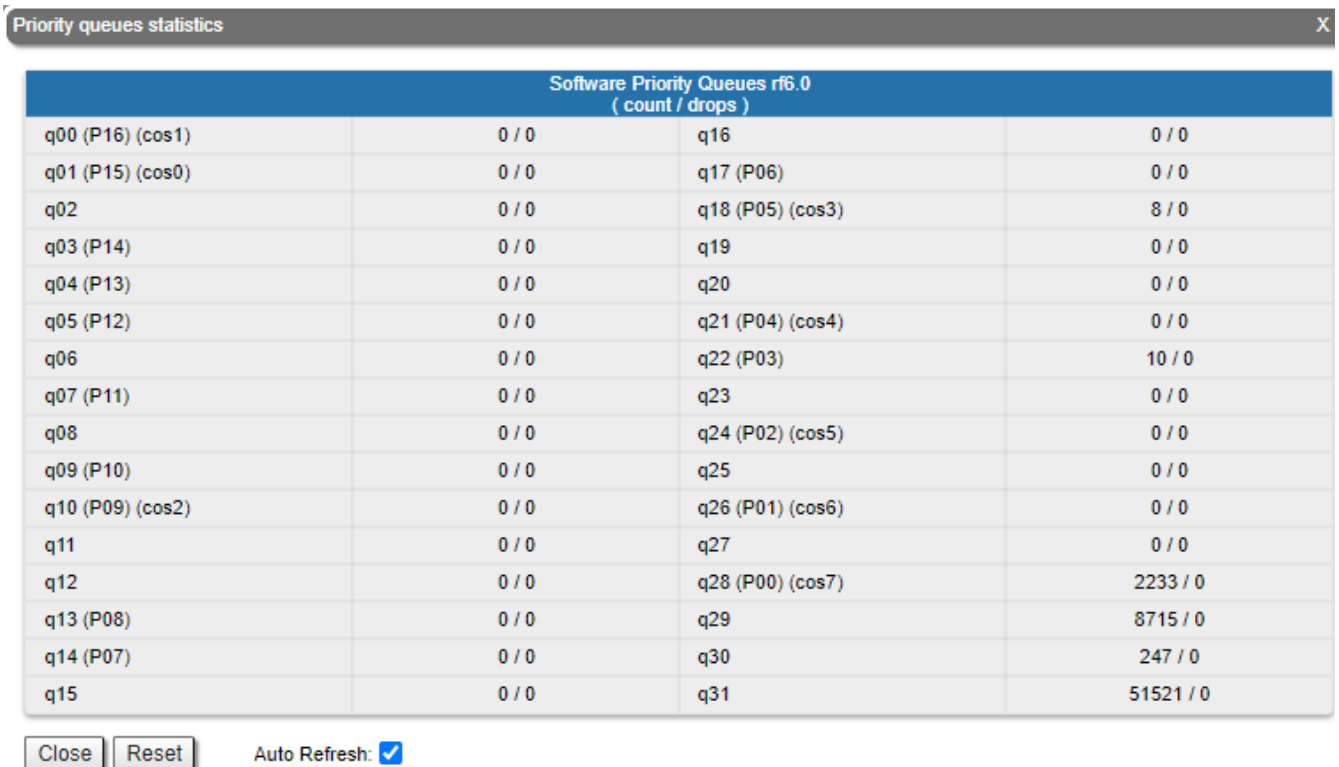 Priority queues statistics X
Software Priority Queues rf6.0
( count / drops )
q00 (P16) (cos1) 0 / 0 q16 0 / 0
q01 (P15) (cos0) 0 / 0 q17 (P06) 0 / 0
q02 0 / 0 q18 (P05) (cos3) 8 / 0
q03 (P14) 0 / 0 q19 0 / 0
q04 (P13) 0 / 0 q20 0 / 0
q05 (P12) 0 / 0 q21 (P04) (cos4) 0 / 0
q06 0 / 0 q22 (P03) 10 / 0
q07 (P11) 0 / 0 q23 0 / 0
q08 0 / 0 q24 (P02) (cos5) 0 / 0
q09 (P10) 0 / 0 q25 0 / 0
q10 (P09) (cos2) 0 / 0 q26 (P01) (cos6) 0 / 0
q11 0 / 0 q27 0 / 0
q12 0 / 0 q28 (P00) (cos7) 2233 / 0
q13 (P08) 0 / 0 q29 8715 / 0
q14 (P07) 0 / 0 q30 247 / 0
q15 0 / 0 q31 51521 / 0
Close Reset Auto Refresh: